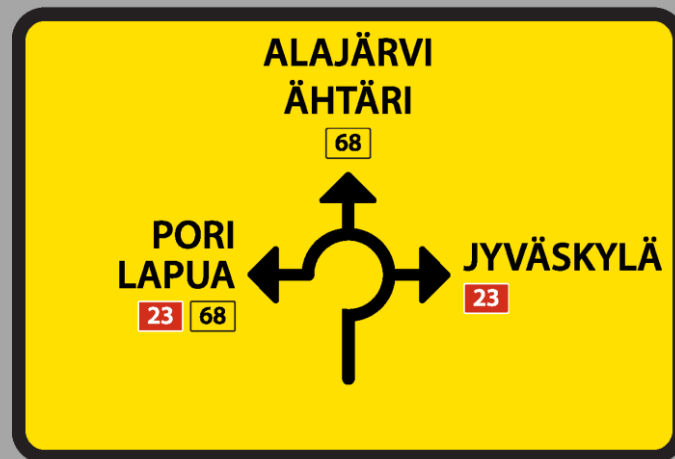 ALAJÄRVI
ÄHTÄRI
68
PORI
LAPUA
23 68
JYVÄSKYLÄ
23